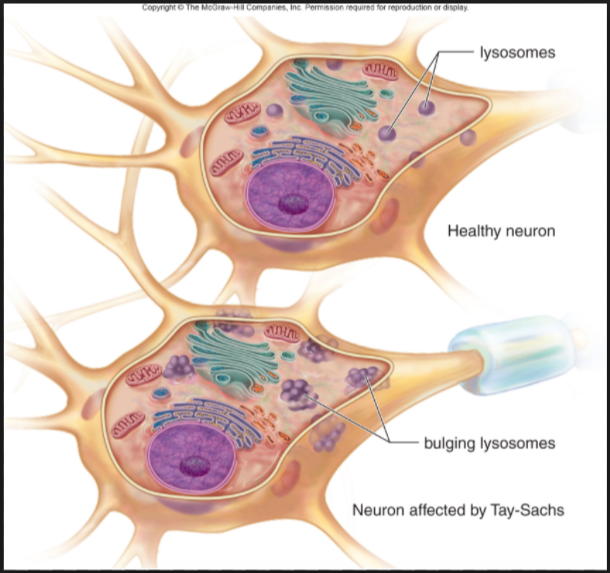 Copyright © The McGraw-Hill Companies, Inc. Permission required for reproduction or display.
lysosomes
Healthy neuron
bulging lysosomes
Neuron affected by Tay-Sachs